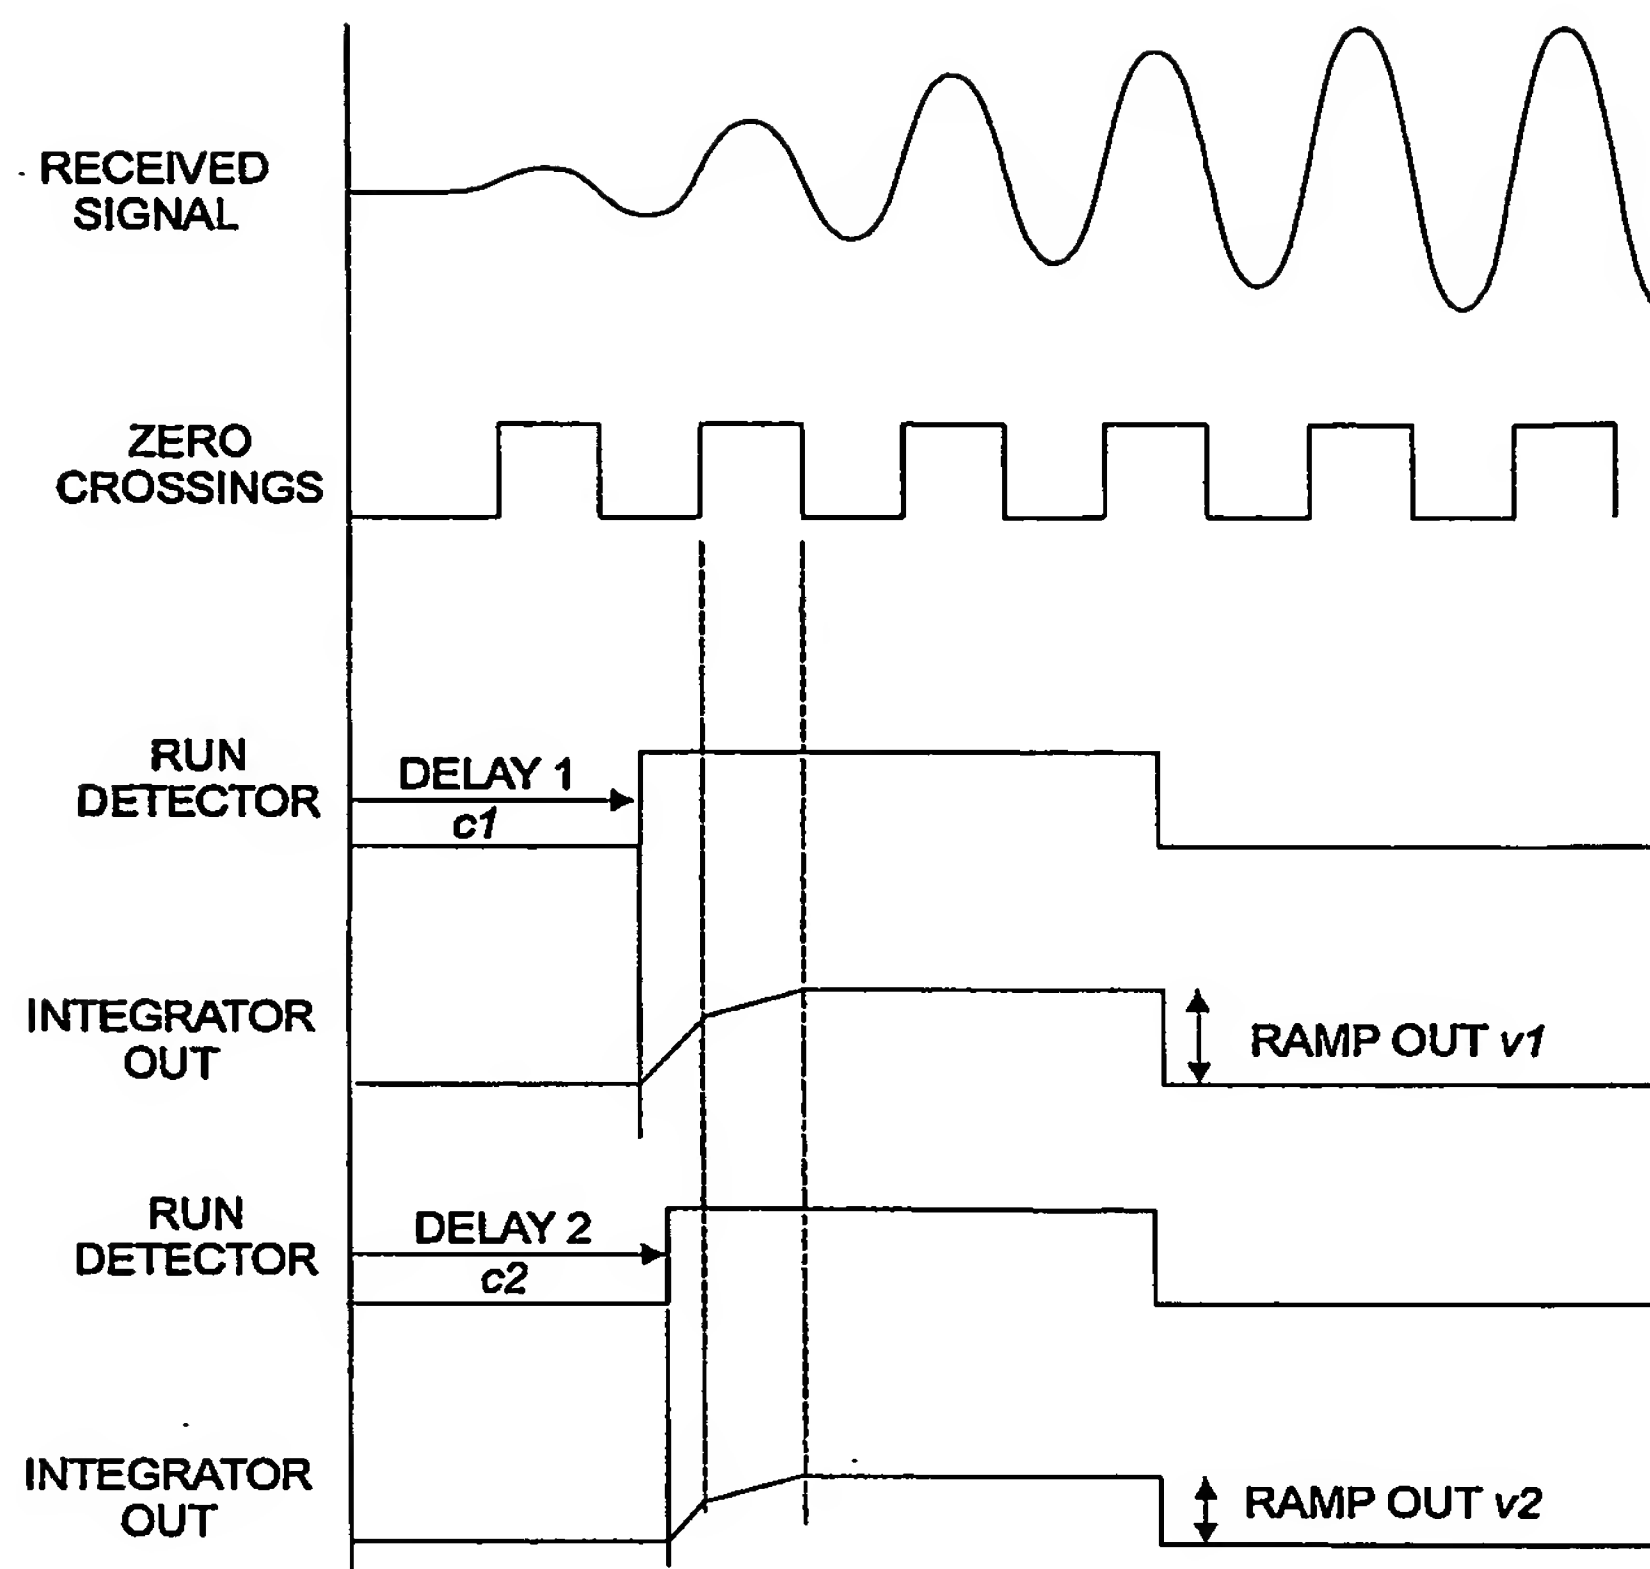 RECEIVED
SIGNAL
ZERO
CROSSINGS
RUN
DETECTOR
DELAY 1
c1
INTEGRATOR
OUT
RAMP OUT v1
RUN
DETECTOR
DELAY 2
c2
INTEGRATOR
OUT
RAMP OUT v2